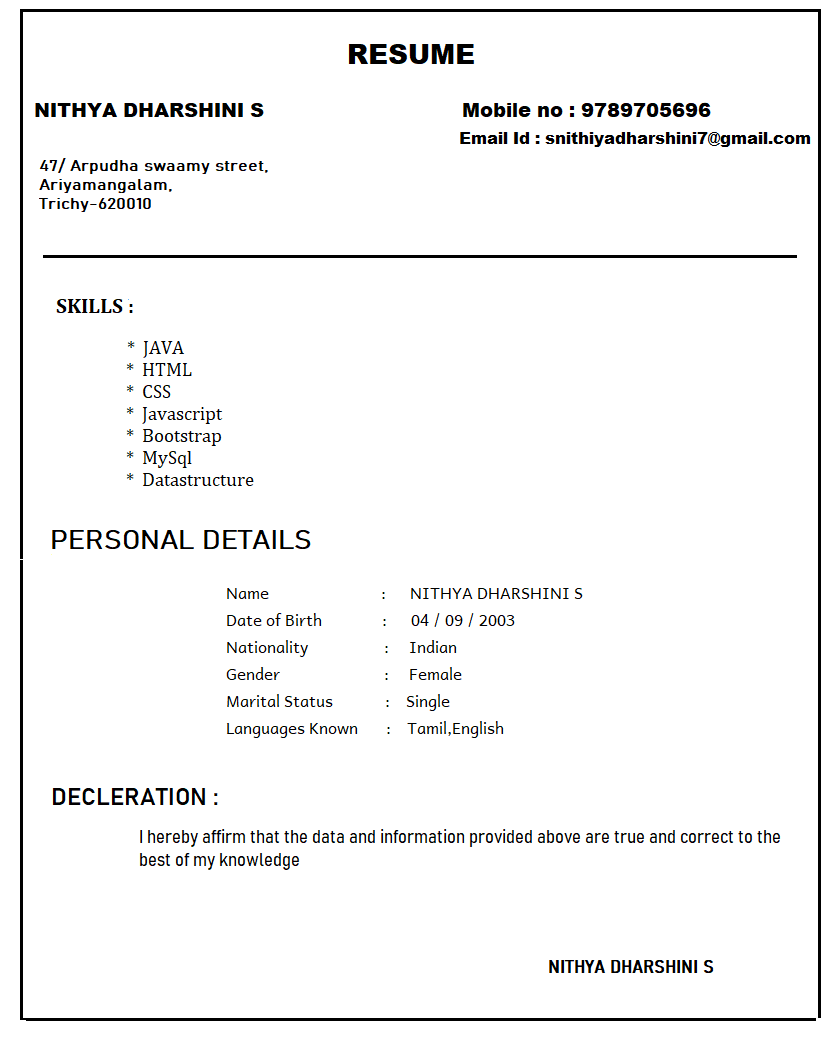 RESUME
NITHYA DHARSHINI S
Mobile no : 9789705696
Email Id : snithiyadharshini7@gmail.com
47/ Arpudha swaamy street,
Ariyamangalam,
Trichy-620010
SKILLS :
* JAVA
* HTML
* CSS
* Javascript
* Bootstrap
* MySql
* Datastructure
PERSONAL DETAILS
Name : NITHYA DHARSHINI S
Date of Birth : 04 / 09 / 2003
Nationality : Indian
Gender : Female
Marital Status : Single
Languages Known : Tamil,English
DECLERATION :
I hereby affirm that the data and information provided above are true and correct to the
best of my knowledge
NITHYA DHARSHINI S